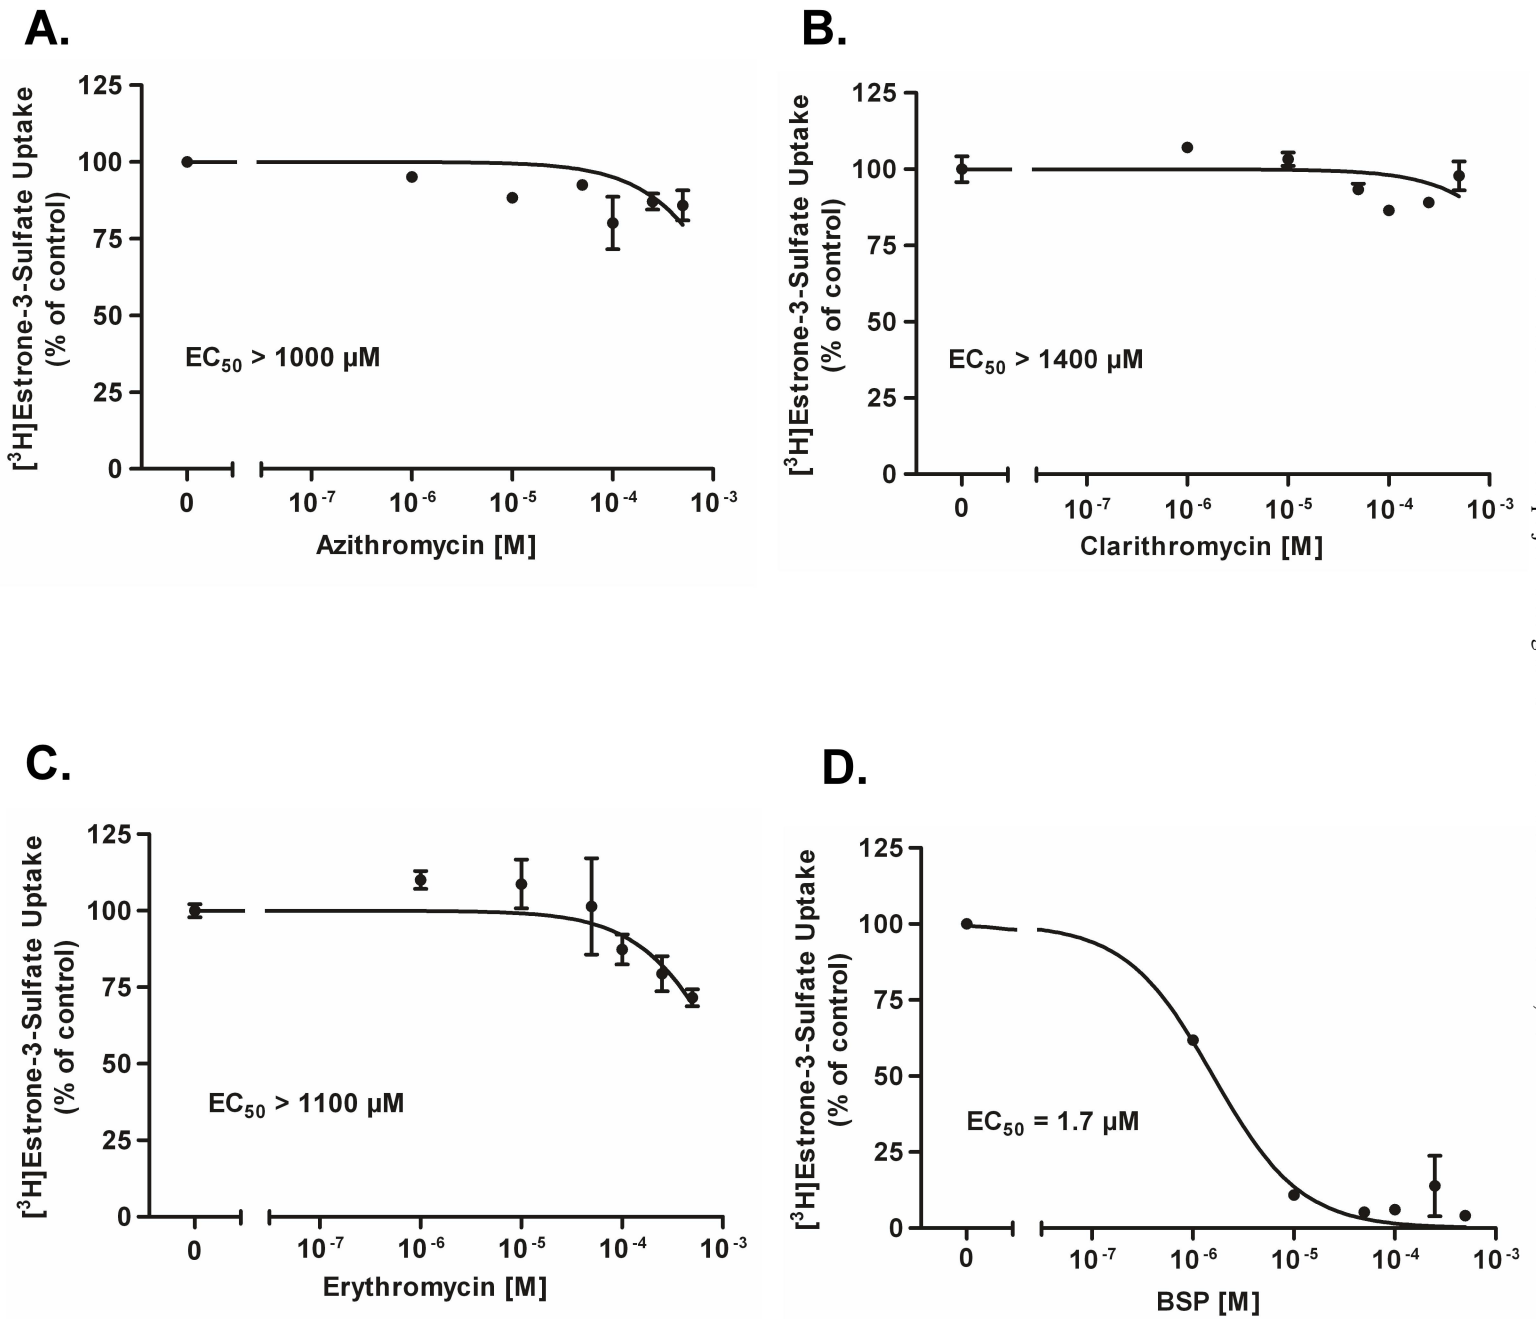 A.
[³H]Estrone-3-Sulfate Uptake
(% of control)
125
100
75
50
25
0
EC₅₀ > 1000 µM
0 10⁻⁷ 10⁻⁶ 10⁻⁵ 10⁻⁴ 10⁻³
Azithromycin [M]
B.
[³H]Estrone-3-Sulfate Uptake
(% of control)
125
100
75
50
25
0
EC₅₀ > 1400 µM
0 10⁻⁷ 10⁻⁶ 10⁻⁵ 10⁻⁴ 10⁻³
Clarithromycin [M]
C.
[³H]Estrone-3-Sulfate Uptake
(% of control)
125
100
75
50
25
0
EC₅₀ > 1100 µM
0 10⁻⁷ 10⁻⁶ 10⁻⁵ 10⁻⁴ 10⁻³
Erythromycin [M]
D.
[³H]Estrone-3-Sulfate Uptake
(% of control)
125
100
75
50
25
0
EC₅₀ = 1.7 µM
0 10⁻⁷ 10⁻⁶ 10⁻⁵ 10⁻⁴ 10⁻³
BSP [M]